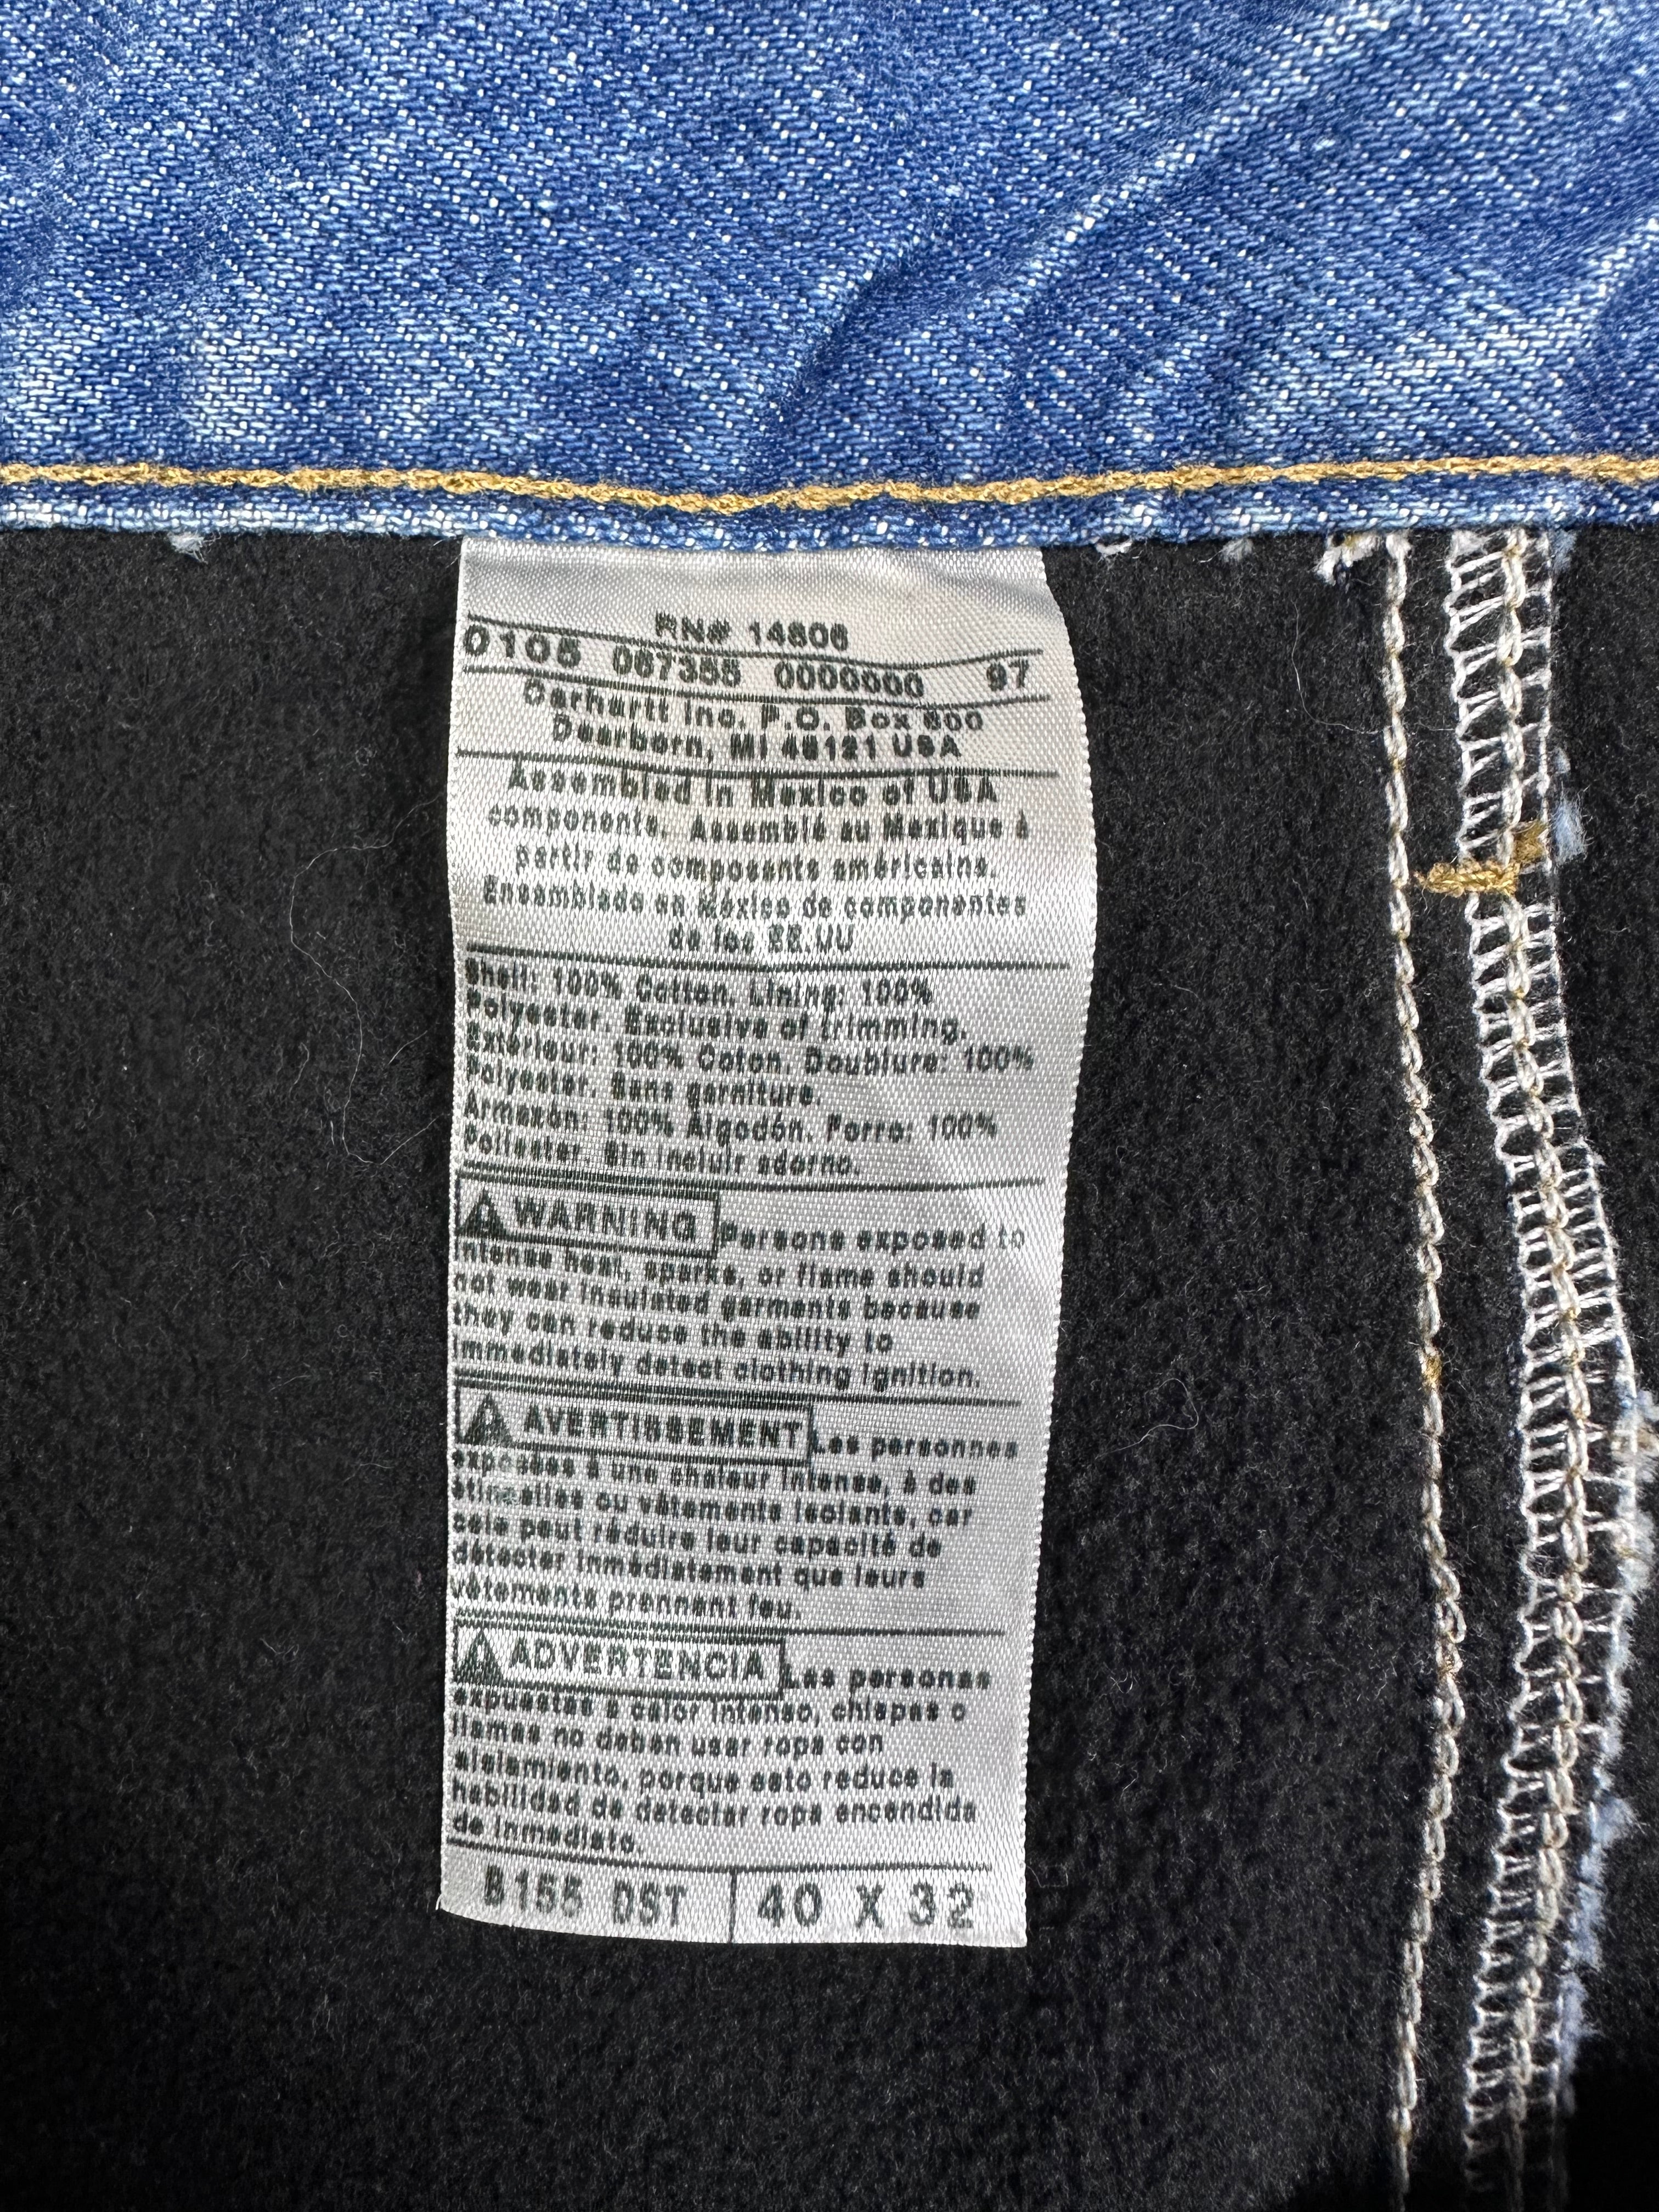 RN# 14806
0105 067355 0000000 97
Carhartt Inc. P.O. Box 600
Dearborn, MI 48121 USA
Assembled in Mexico of USA
components. Assemblé au Mexique à
partir de composants américains.
Ensamblado en México de componentes
de los EE.UU
Shell: 100% Cotton. Lining: 100%
Polyester. Exclusive of trimming.
Extérieur: 100% Coton. Doublure: 100%
Polyester. Sans garniture.
Armazón: 100% Algodón. Forro: 100%
Poliester. Sin incluir adorno.
WARNING Persons exposed to
intense heat, sparks, or flame should
not wear insulated garments because
they can reduce the ability to
immediately detect clothing ignition.
AVERTISSEMENT Les personnes
exposées à une chaleur intense, à des
étincelles ou vêtements isolants, car
cela peut réduire leur capacité de
détecter immédiatement que leurs
vêtements prennent feu.
ADVERTENCIA Las personas
expuestas a calor intenso, chispas o
llamas no deben usar ropa con
aislamiento, porque esto reduce la
habilidad de detectar ropa encendida
de inmediato.
B155 DST 40 X 32